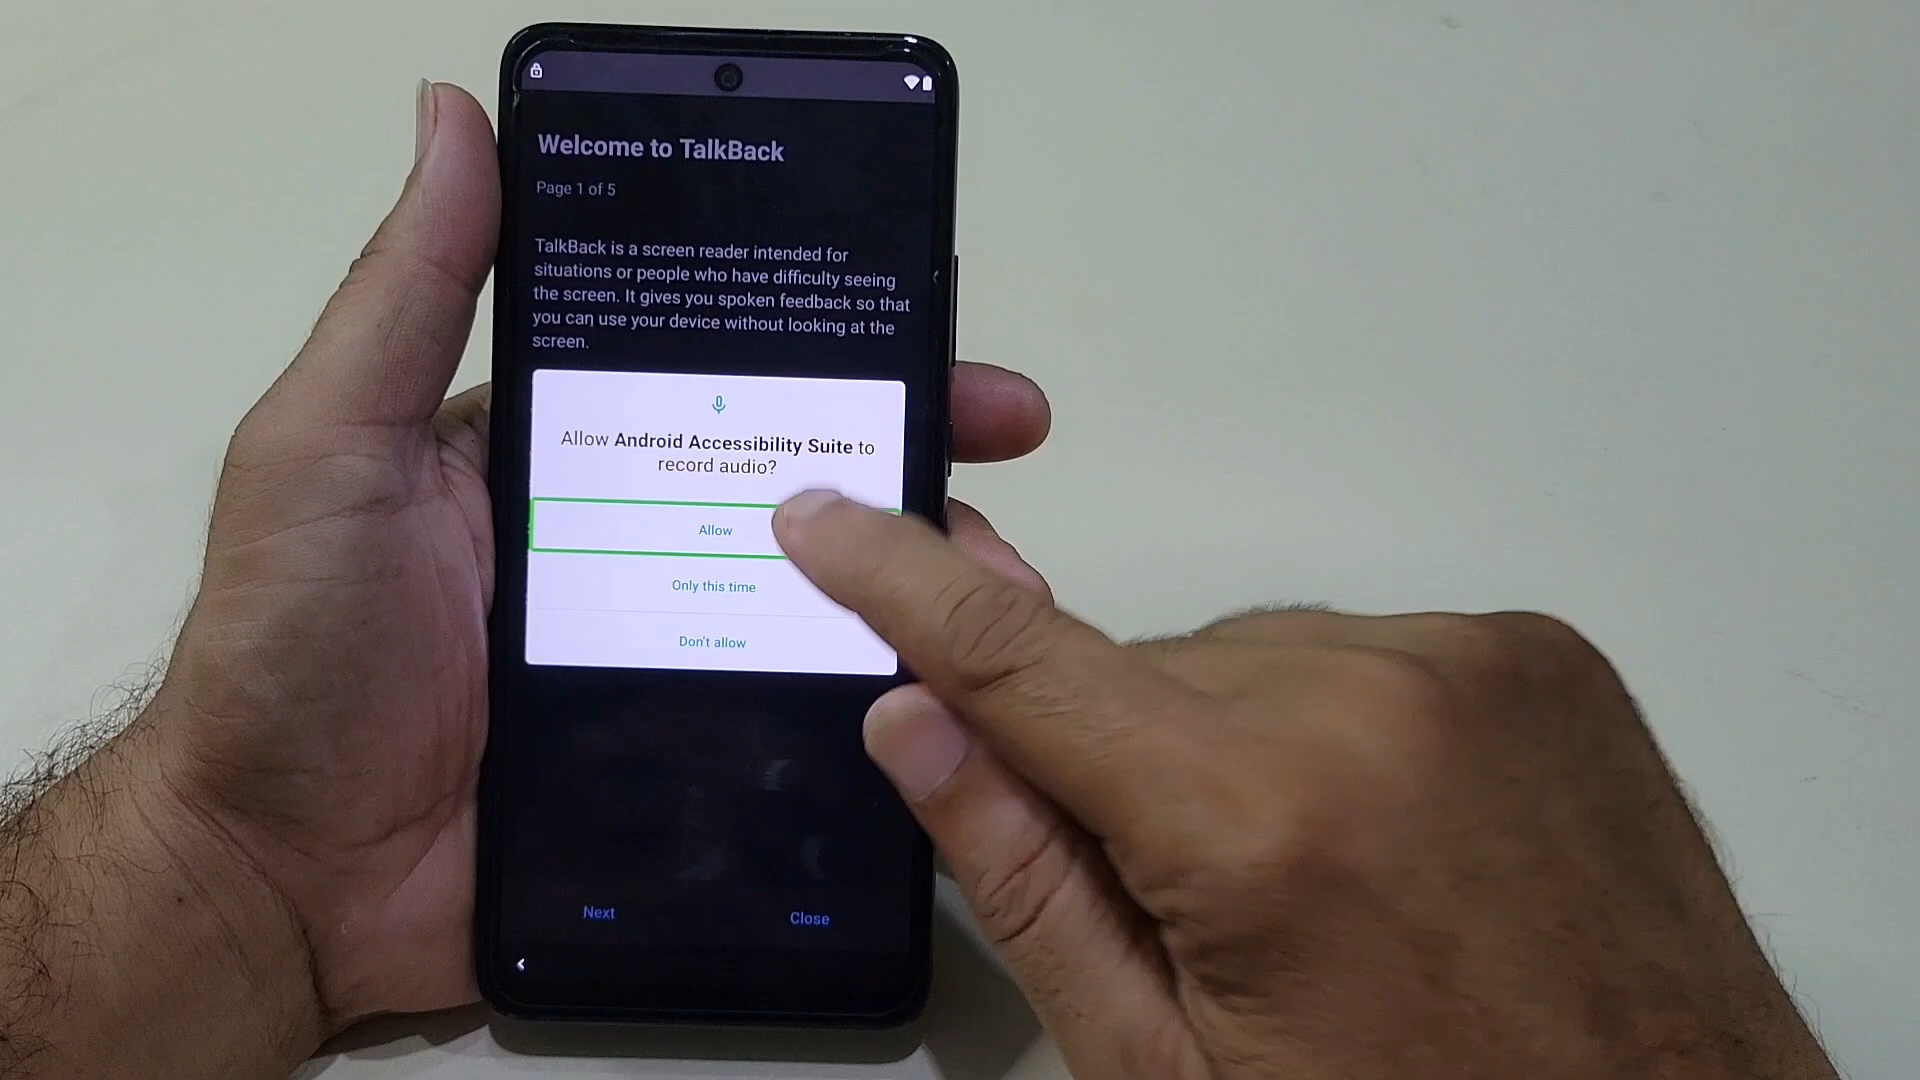 Welcome to TalkBack
Page 1 of 5
TalkBack is a screen reader intended for
situations or people who have difficulty seeing
the screen. It gives you spoken feedback so that
you can use your device without looking at the
screen.
Allow Android Accessibility Suite to
record audio?
Allow
Only this time
Don't allow
Next
Close